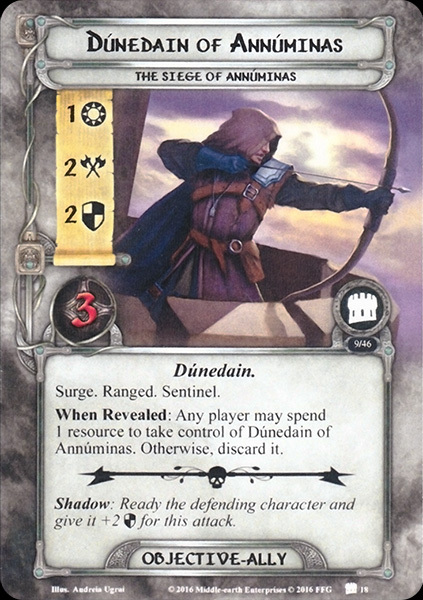 DÚNEDAIN OF ANNÚMINAS
THE SIEGE OF ANNÚMINAS
1
2
2
3
9/46
Dúnedain.
Surge. Ranged. Sentinel.
When Revealed: Any player may spend
1 resource to take control of Dúnedain of
Annúminas. Otherwise, discard it.
Shadow: Ready the defending character and
give it +2 for this attack.
OBJECTIVE-ALLY
Illus. Andreia Ugrai
© 2016 Middle-earth Enterprises © 2016 FFG
18